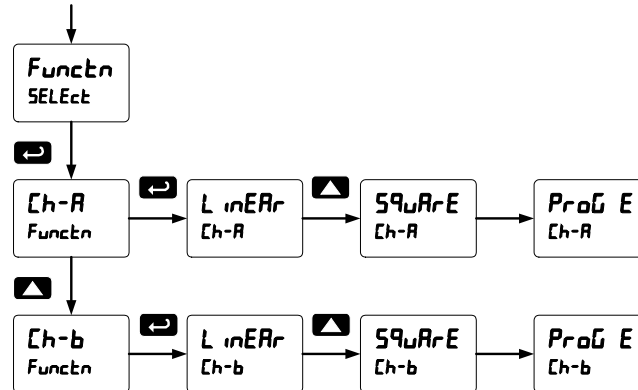 Functn
SELEct
Ch-A
Functn
LinEAr
Ch-A
SquArE
Ch-A
ProG E
Ch-A
Ch-b
Functn
LinEAr
Ch-b
SquArE
Ch-b
ProG E
Ch-b